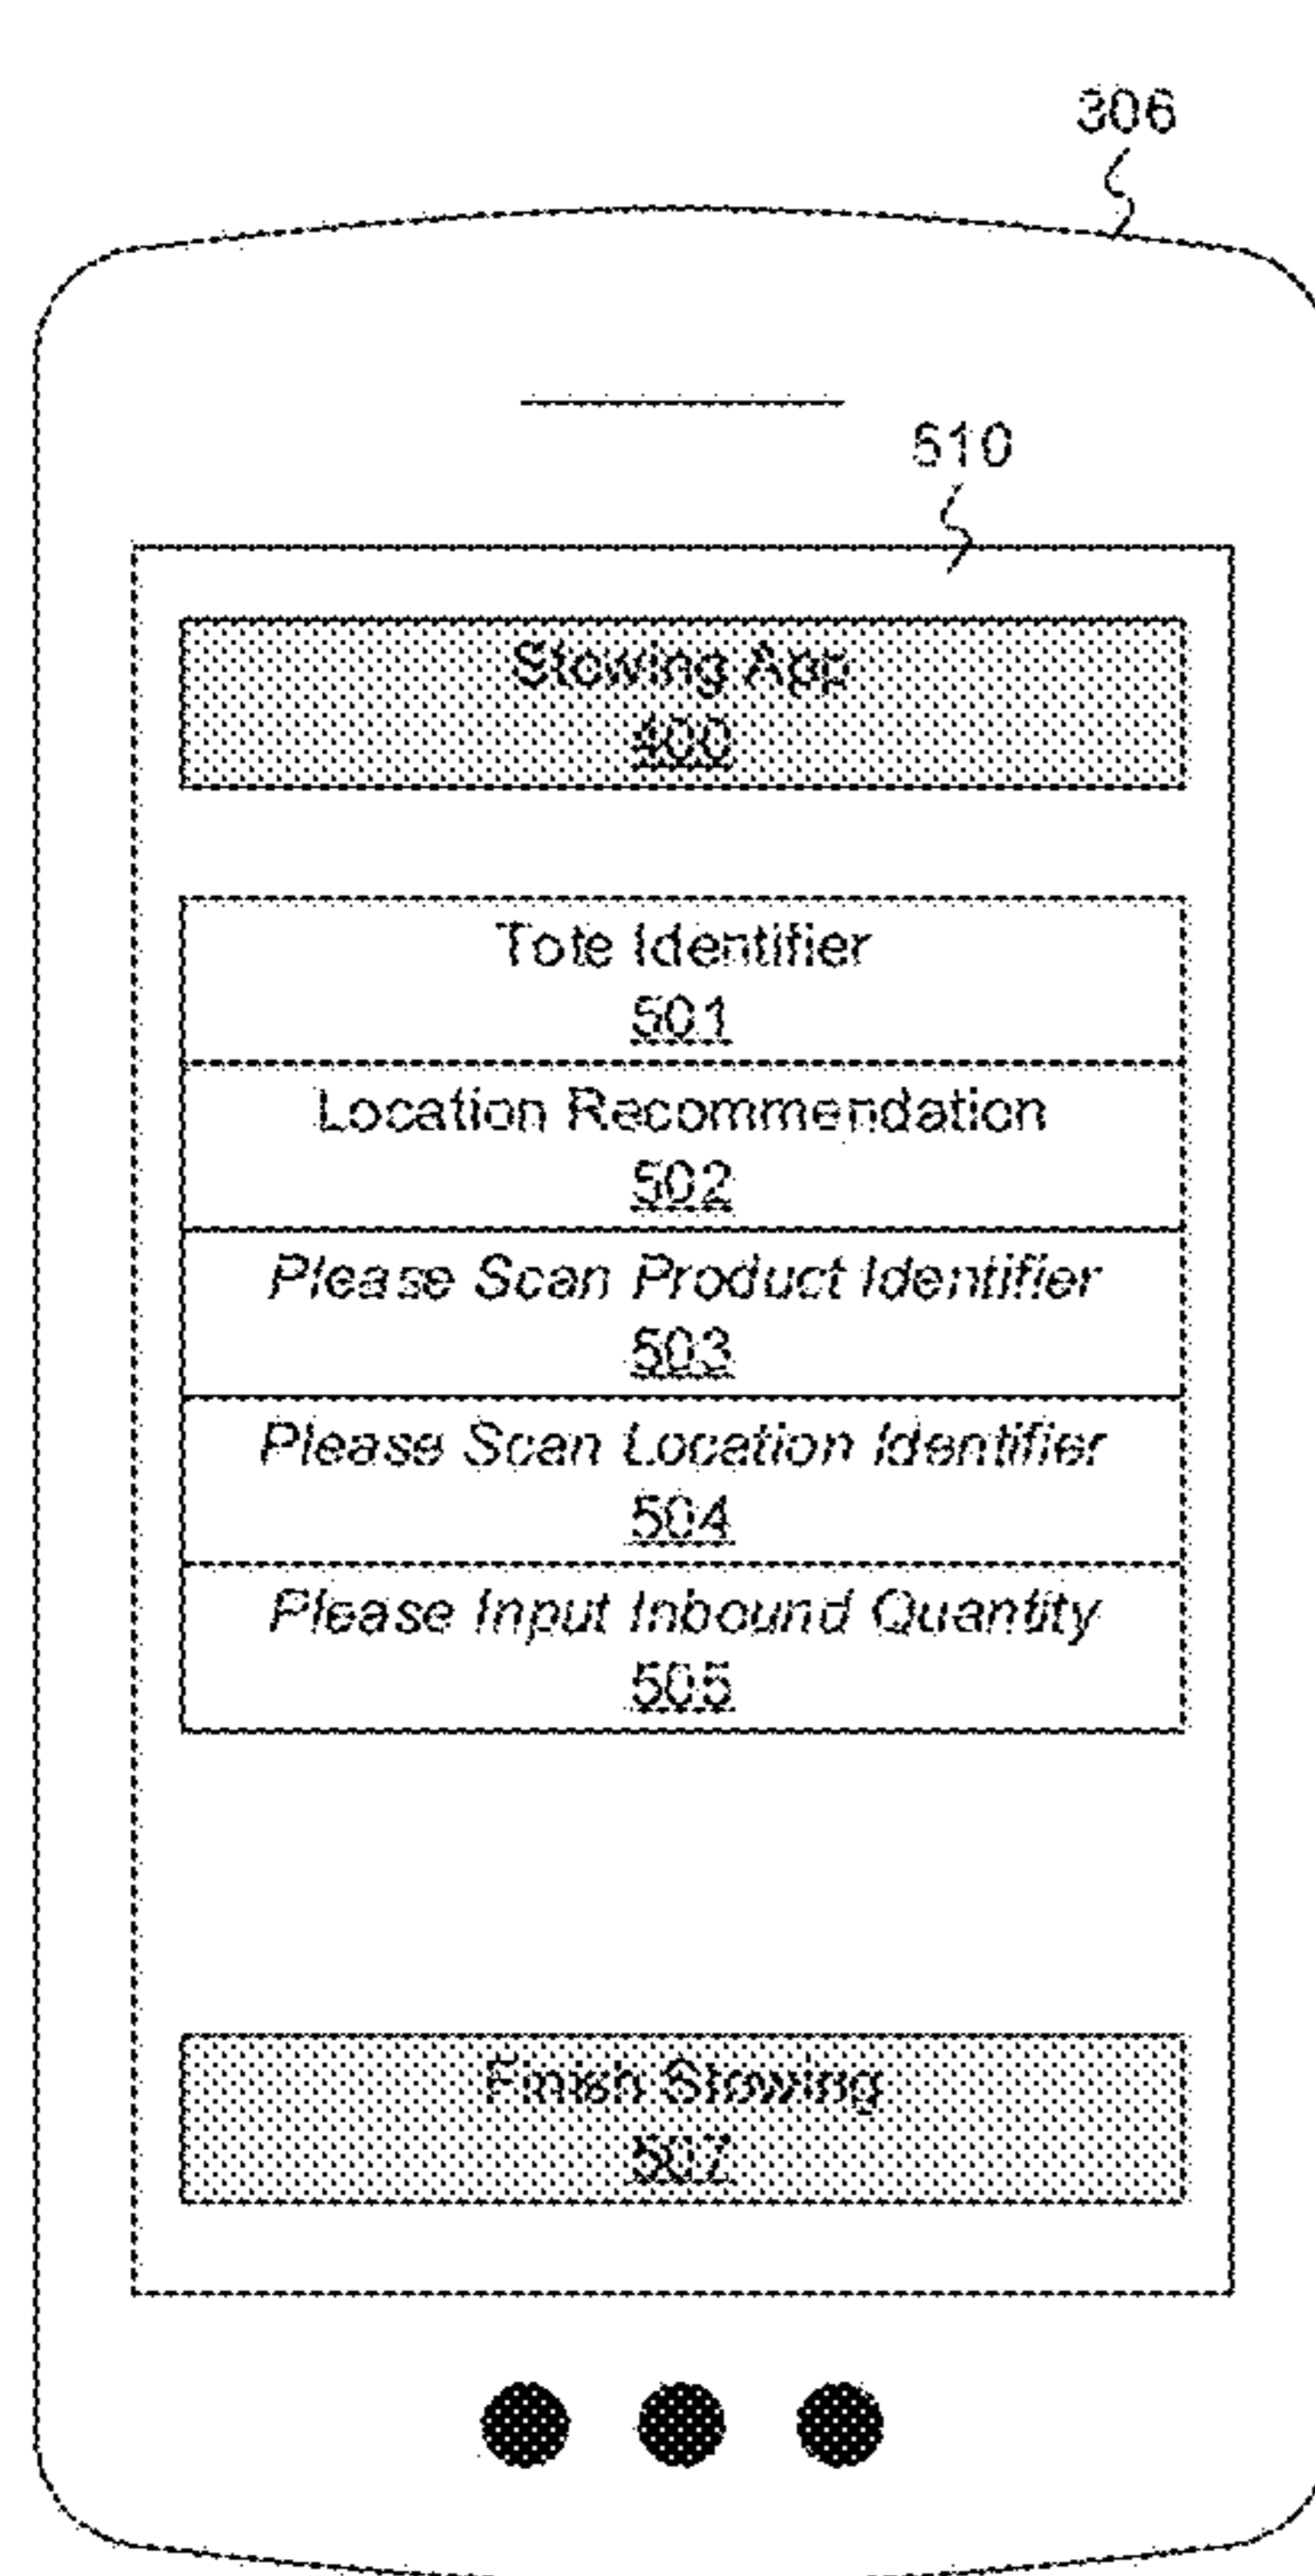 306
510
Stowing App
400
Tote Identifier
501
Location Recommendation
502
Please Scan Product Identifier
503
Please Scan Location Identifier
504
Please Input Inbound Quantity
505
Finish Stowing
507